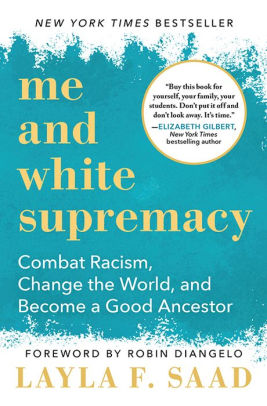 NEW YORK TIMES BESTSELLER
me
and
white
supremacy
"Buy this book for
yourself, your family, your
students. Don't put it off and
don't look away. It's time."
—ELIZABETH GILBERT,
New York Times
bestselling author
Combat Racism,
Change the World, and
Become a Good Ancestor
FOREWORD BY ROBIN DIANGELO
LAYLA F. SAAD